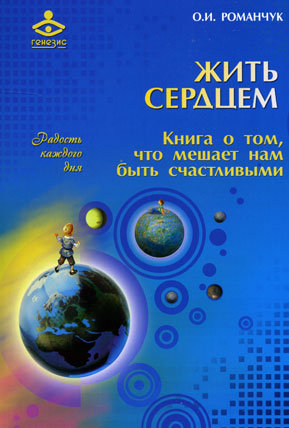 генезис
О.И. РОМАНЧУК
ЖИТЬ
СЕРДЦЕМ
Радость
каждого
дня
Книга о том,
что мешает нам
быть счастливыми